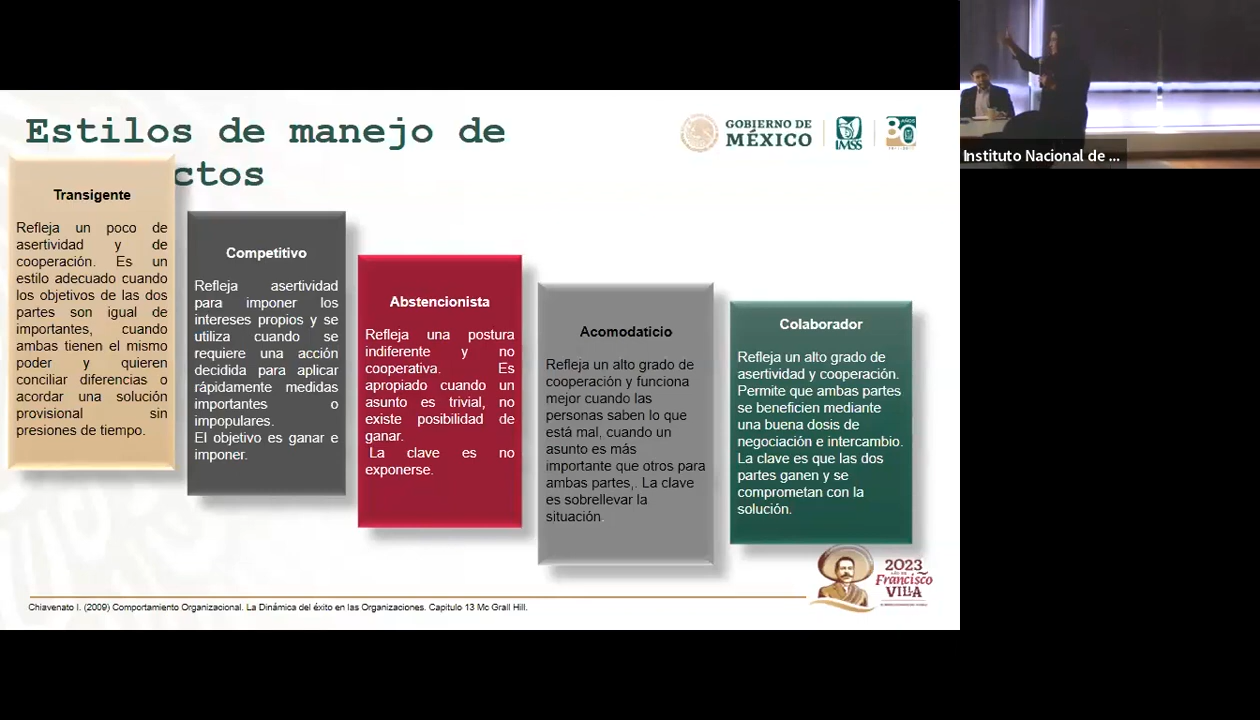 Estilos de manejo de
ctos
GOBIERNO DE
MÉXICO
IMSS
AÑOS
Instituto Nacional de ...
Transigente
Refleja un poco de
asertividad y de
cooperación. Es un
estilo adecuado cuando
los objetivos de las dos
partes son igual de
importantes, cuando
ambas tienen el mismo
poder y quieren
conciliar diferencias o
acordar una solución
provisional sin
presiones de tiempo.
Competitivo
Refleja asertividad
para imponer los
intereses propios y se
utiliza cuando se
requiere una acción
decidida para aplicar
rápidamente medidas
importantes o
impopulares.
El objetivo es ganar e
imponer.
Abstencionista
Refleja una postura
indiferente y no
cooperativa. Es
apropiado cuando un
asunto es trivial, no
existe posibilidad de
ganar.
La clave es no
exponerse.
Acomodaticio
Refleja un alto grado de
cooperación y funciona
mejor cuando las
personas saben lo que
está mal, cuando un
asunto es más
importante que otros para
ambas partes,. La clave
es sobrellevar la
situación.
Colaborador
Refleja un alto grado de
asertividad y cooperación.
Permite que ambas partes
se beneficien mediante
una buena dosis de
negociación e intercambio.
La clave es que las dos
partes ganen y se
comprometan con la
solución.
2023
Francisco
VILLA
Chiavenato I. (2009) Comportamiento Organizacional. La Dinámica del éxito en las Organizaciones. Capitulo 13 Mc Grall Hill.